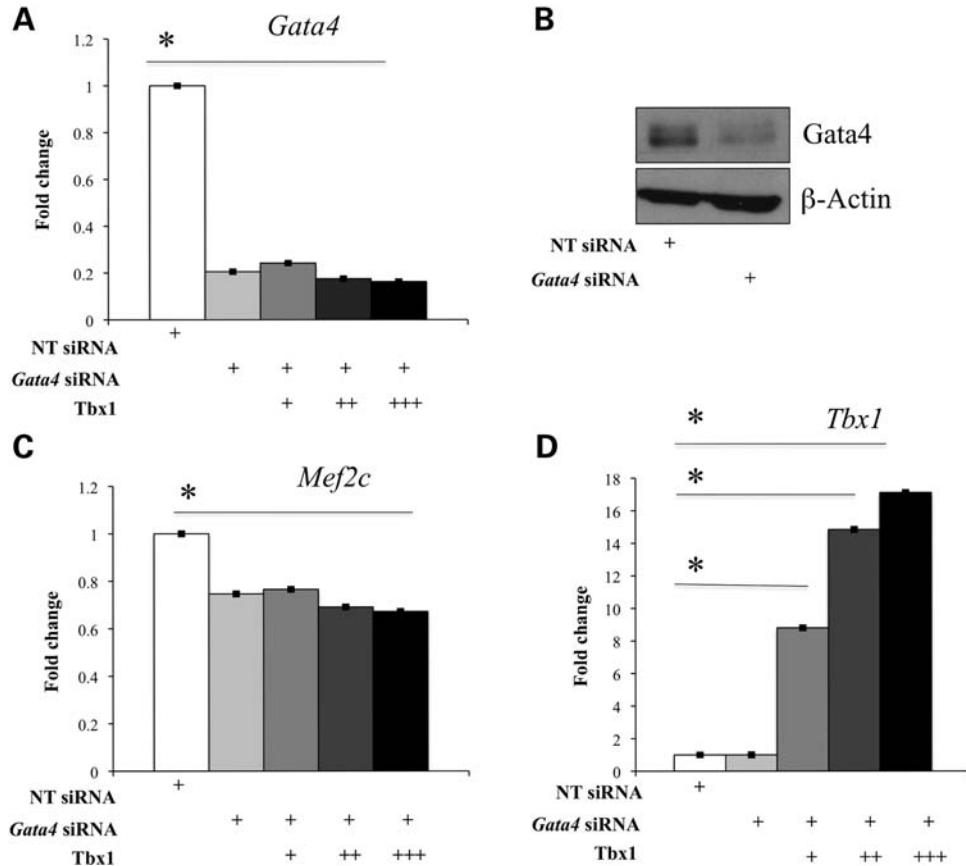 A
Gata4
*
Fold change
1.2
1
0.8
0.6
0.4
0.2
0
NT siRNA +
Gata4 siRNA + + + +
Tbx1 + ++ +++
B
Gata4
β-Actin
NT siRNA +
Gata4 siRNA +
C
Mef2c
*
Fold change
1.2
1
0.8
0.6
0.4
0.2
0
NT siRNA +
Gata4 siRNA + + + +
Tbx1 + ++ +++
D
Tbx1
*
*
*
Fold change
18
16
14
12
10
8
6
4
2
0
NT siRNA +
Gata4 siRNA + + + +
Tbx1 + ++ +++